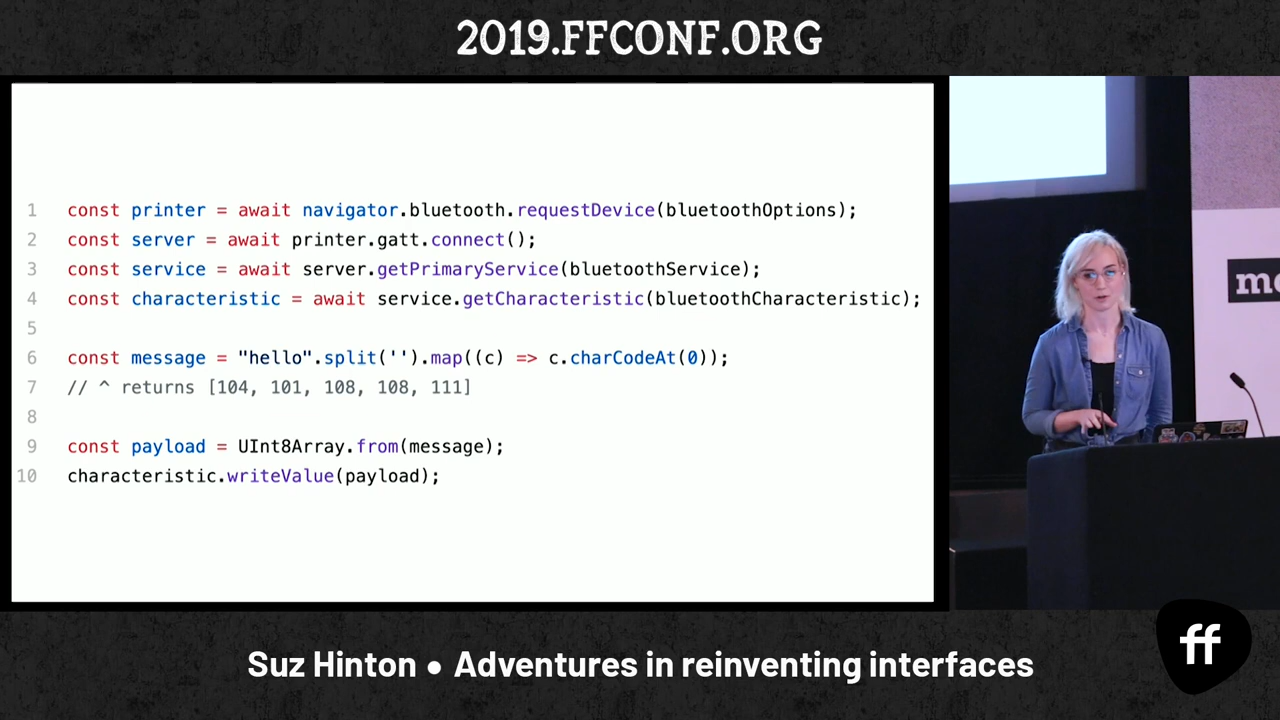 2019.FFCONF.ORG
1 const printer = await navigator.bluetooth.requestDevice(bluetoothOptions);
2 const server = await printer.gatt.connect();
3 const service = await server.getPrimaryService(bluetoothService);
4 const characteristic = await service.getCharacteristic(bluetoothCharacteristic);
5
6 const message = "hello".split('').map((c) => c.charCodeAt(0));
7 // ^ returns [104, 101, 108, 108, 111]
8
9 const payload = UInt8Array.from(message);
10 characteristic.writeValue(payload);
ff
Suz Hinton • Adventures in reinventing interfaces